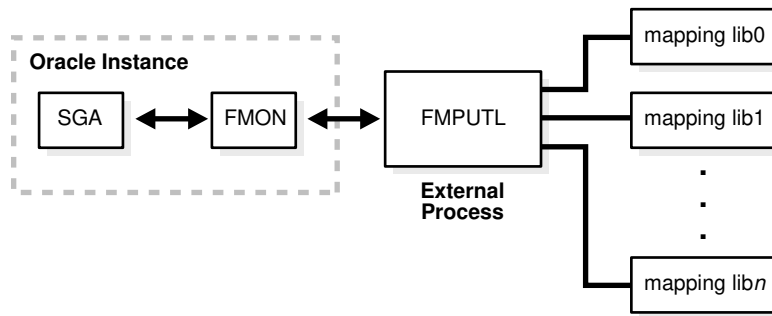 mapping lib0
Oracle Instance
SGA
FMON
FMPUTL
mapping lib1
External
Process
mapping libn